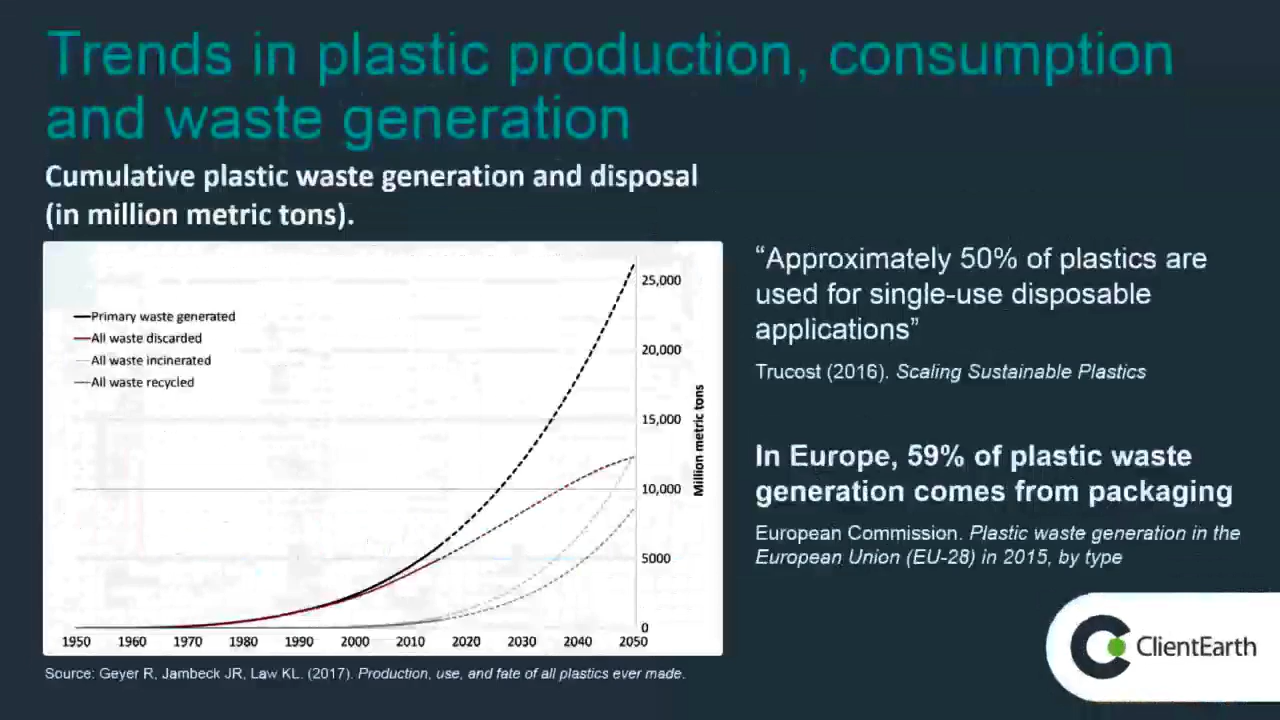 Trends in plastic production, consumption
and waste generation
Cumulative plastic waste generation and disposal
(in million metric tons).
Primary waste generated
All waste discarded
All waste incinerated
All waste recycled
25,000
20,000
15,000
10,000
5000
0
Million metric tons
1950 1960 1970 1980 1990 2000 2010 2020 2030 2040 2050
Source: Geyer R, Jambeck JR, Law KL. (2017). Production, use, and fate of all plastics ever made.
“Approximately 50% of plastics are
used for single-use disposable
applications”
Trucost (2016). Scaling Sustainable Plastics
In Europe, 59% of plastic waste
generation comes from packaging
European Commission. Plastic waste generation in the
European Union (EU-28) in 2015, by type
ClientEarth